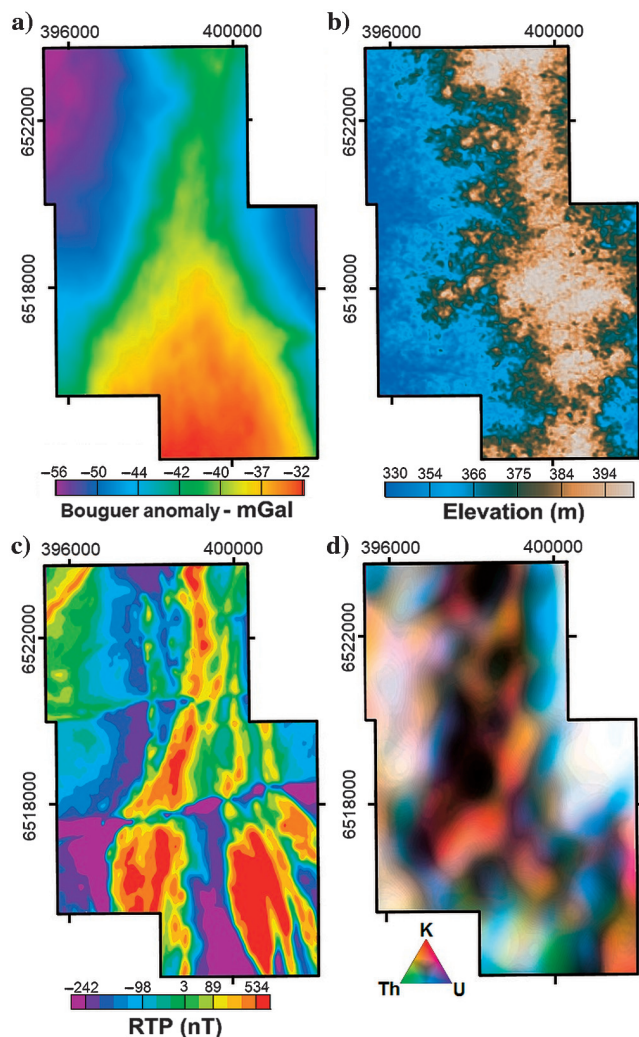 a)
396000 400000
6522000
6518000
−56 −50 −44 −42 −40 −37 −32
Bouguer anomaly - mGal
b)
396000 400000
6522000
6518000
330 354 366 375 384 394
Elevation (m)
c)
396000 400000
6522000
6518000
−242 −98 3 89 534
RTP (nT)
d)
396000 400000
6522000
6518000
K
Th U